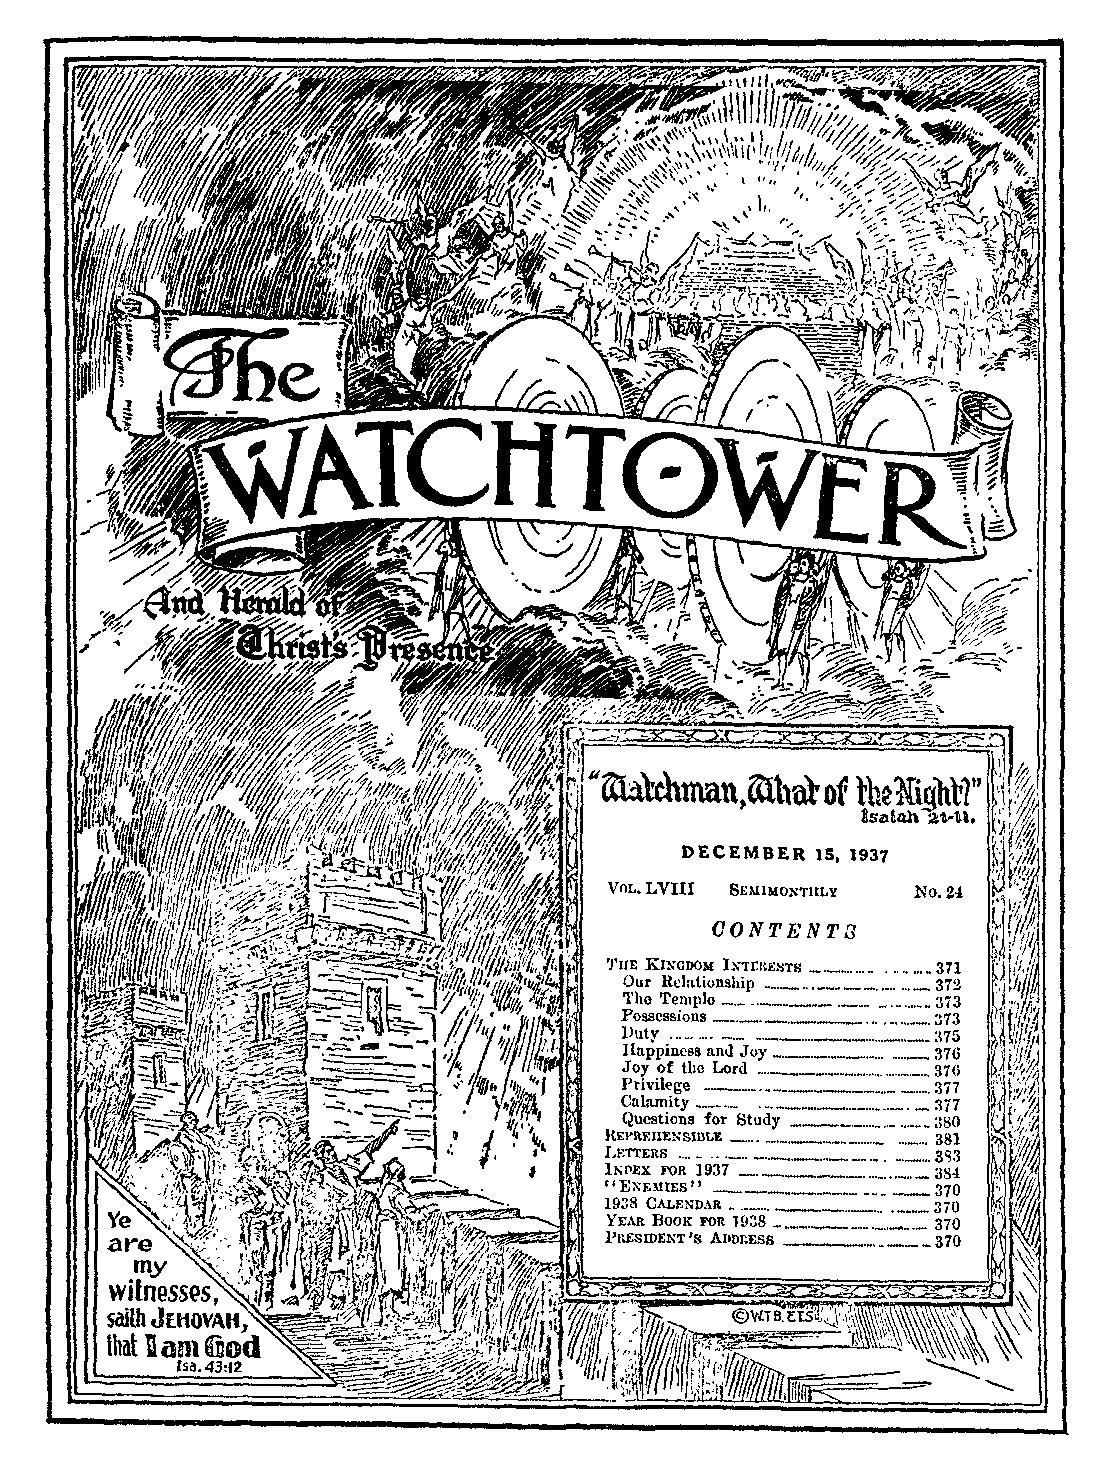 The
WATCHTOWER
And Herald of
Christ's Presence
"Watchman, What of the Night?"
Isaiah 21-11.
DECEMBER 15, 1937
VOL. LVIII SEMIMONTHLY No. 24
CONTENTS
THE KINGDOM INTERESTS 371
Our Relationship 372
The Temple 373
Possessions 373
Duty 375
Happiness and Joy 376
Joy of the Lord 376
Privilege 377
Calamity 377
Questions for Study 380
REPREHENSIBLE 381
LETTERS 383
INDEX FOR 1937 384
"ENEMIES" 370
1938 CALENDAR 370
YEAR BOOK FOR 1938 370
PRESIDENT'S ADDRESS 370
Ye
are
my
witnesses,
saith JEHOVAH,
that I am God
Isa. 43:12
©W.T.B.&T.S.